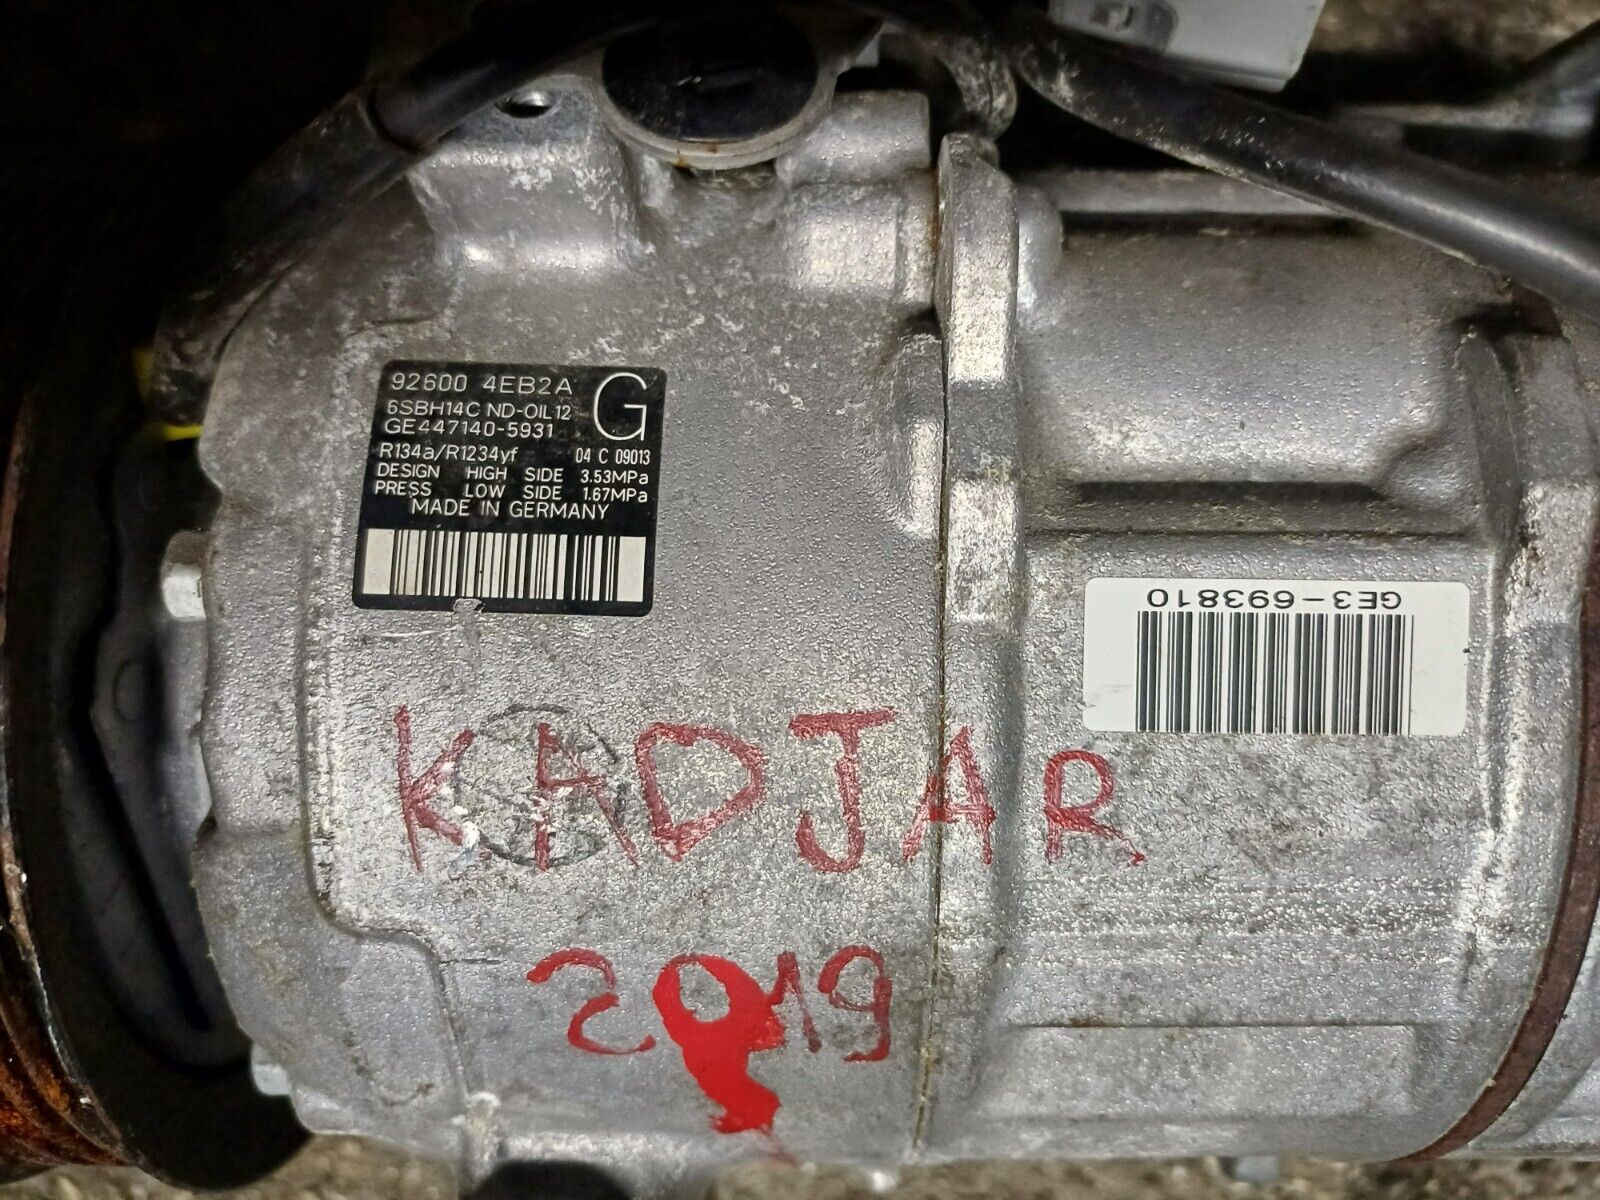 92600 4EB2A G
6SBH14C ND-OIL12
GE447140-5931
R134a/R1234yf 04 C 09013
DESIGN HIGH SIDE 3.53MPa
PRESS LOW SIDE 1.67MPa
MADE IN GERMANY
GE3-693810
KADJAR
2019